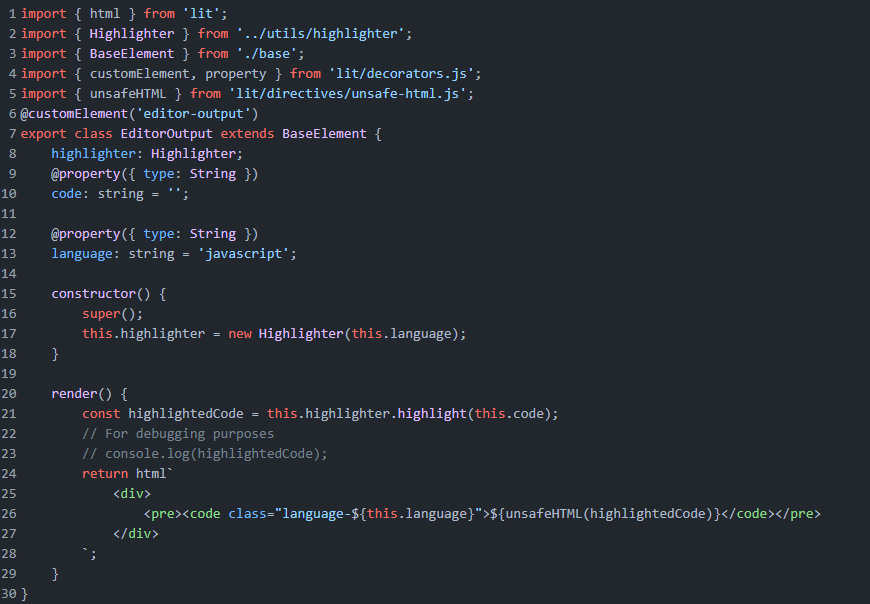 1 import { html } from 'lit';
2 import { Highlighter } from '../utils/highlighter';
3 import { BaseElement } from './base';
4 import { customElement, property } from 'lit/decorators.js';
5 import { unsafeHTML } from 'lit/directives/unsafe-html.js';
6 @customElement('editor-output')
7 export class EditorOutput extends BaseElement {
8     highlighter: Highlighter;
9     @property({ type: String })
10     code: string = '';
11
12     @property({ type: String })
13     language: string = 'javascript';
14
15     constructor() {
16         super();
17         this.highlighter = new Highlighter(this.language);
18     }
19
20     render() {
21         const highlightedCode = this.highlighter.highlight(this.code);
22         // For debugging purposes
23         // console.log(highlightedCode);
24         return html`
25             <div>
26                 <pre><code class="language-${this.language}">${unsafeHTML(highlightedCode)}</code></pre>
27             </div>
28         `;
29     }
30 }